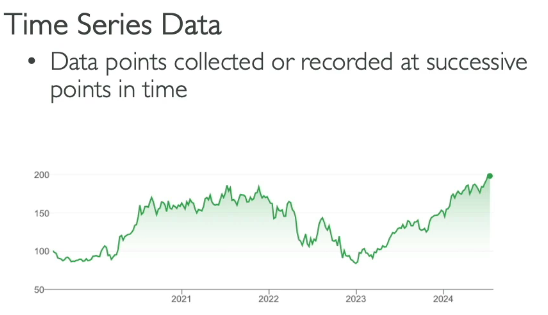 Time Series Data
• Data points collected or recorded at successive
points in time
200
150
100
50
2021 2022 2023 2024